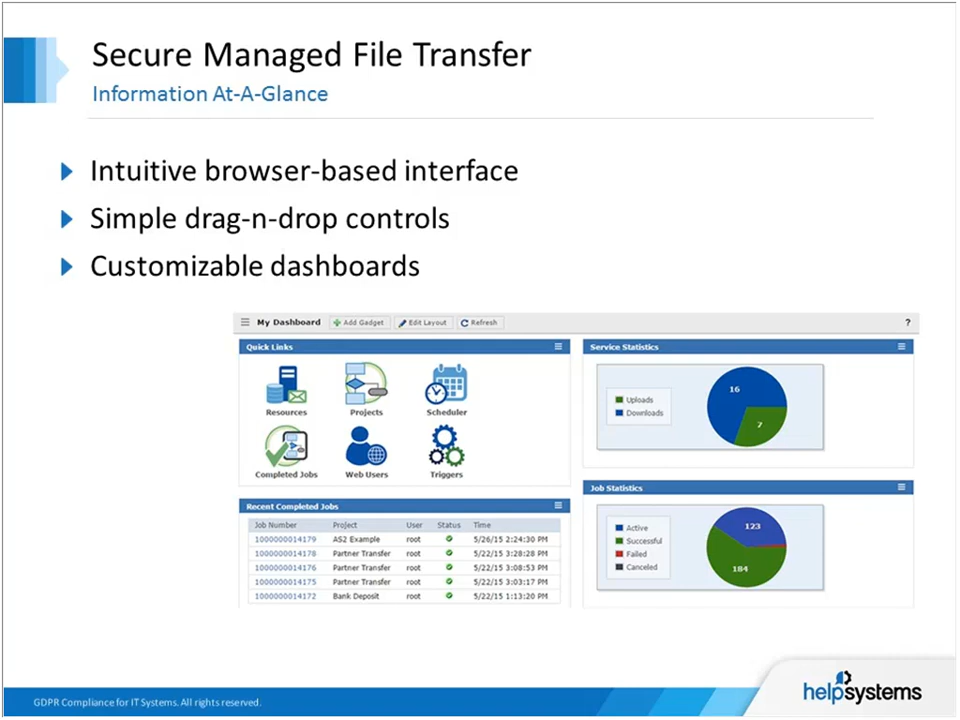 Secure Managed File Transfer
Information At-A-Glance
Intuitive browser-based interface
Simple drag-n-drop controls
Customizable dashboards
My Dashboard Add Gadget Edit Layout Refresh ?
Quick Links
Resources Projects Scheduler
Completed Jobs Web Users Triggers
Recent Completed Jobs
Job Number Project User Status Time
1000000014179 AS2 Example root 5/26/15 2:24:30 PM
1000000014178 Partner Transfer root 5/22/15 3:28:28 PM
1000000014176 Partner Transfer root 5/22/15 3:08:53 PM
1000000014175 Partner Transfer root 5/22/15 3:03:17 PM
1000000014172 Bank Deposit root 5/22/15 1:13:20 PM
Service Statistics
Uploads
Downloads
16
7
Job Statistics
Active
Successful
Failed
Canceled
123
184
GDPR Compliance for IT Systems. All rights reserved.
helpsystems